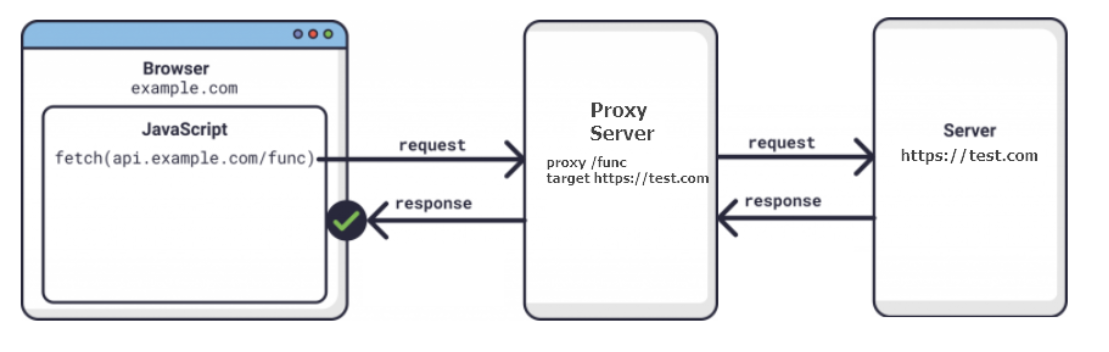 Browser
example.com
JavaScript
fetch(api.example.com/func)
request
response
Proxy
Server
proxy /func
target https://test.com
request
response
Server
https://test.com